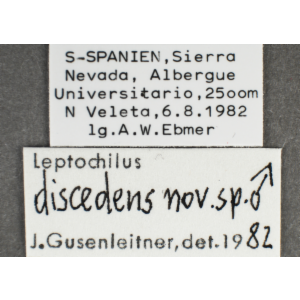 S-SPANIEN,Sierra
Nevada, Albergue
Universitario,25oom
N Veleta,6.8.1982
lg.A.W.Ebmer
Leptochilus
discedens nov.sp.♂
J.Gusenleitner,det.1982